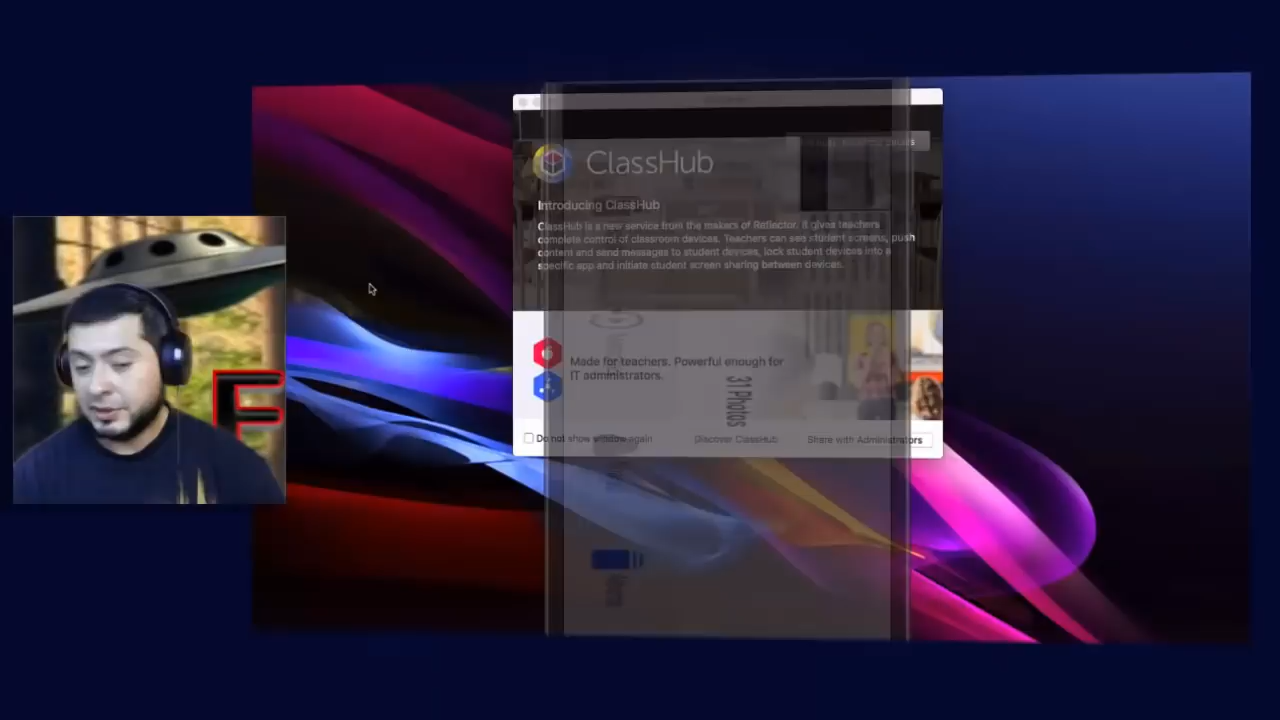 ClassHub
Introducing ClassHub
ClassHub is a new service from the makers of Reflector. It gives teachers
complete control of classroom devices. Teachers can see student screens, push
content and send messages to student devices, lock student devices into a
specific app and initiate student screen sharing between devices.
Made for teachers. Powerful enough for
IT administrators.
31 Photos
Do not show window again
Discover ClassHub
Share with Administrators
F